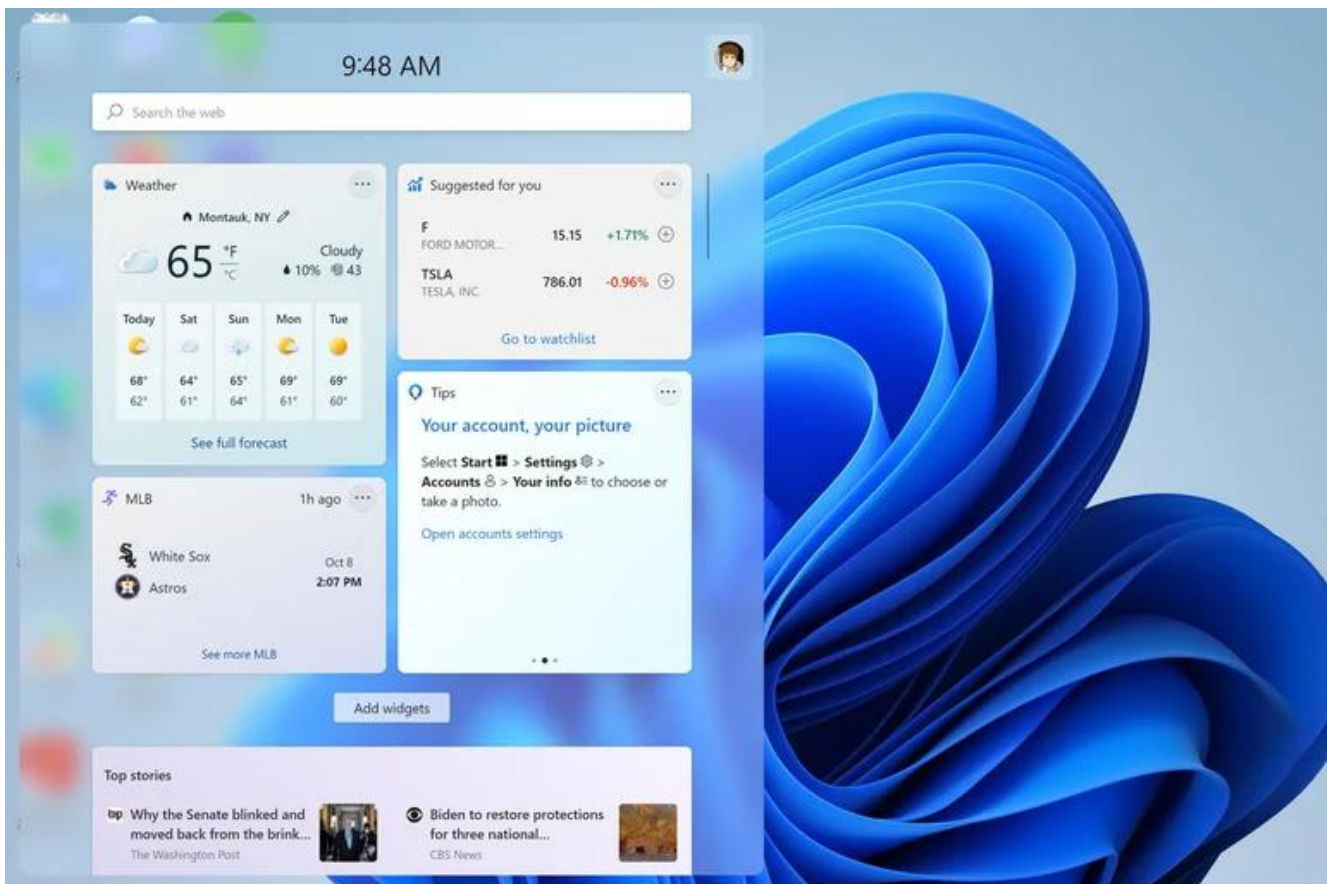 9:48 AM
Search the web
Weather
Montauk, NY
65 °F
°C
Cloudy
10% 43
Today Sat Sun Mon Tue
68° 64° 65° 69° 69°
62° 61° 64° 61° 60°
See full forecast
Suggested for you
F 15.15 +1.71%
FORD MOTOR...
TSLA 786.01 -0.96%
TESLA, INC.
Go to watchlist
MLB 1h ago
White Sox
Astros
Oct 8
2:07 PM
See more MLB
Tips
Your account, your picture
Select Start > Settings >
Accounts > Your info to choose or
take a photo.
Open accounts settings
Add widgets
Top stories
Why the Senate blinked and
moved back from the brink...
The Washington Post
Biden to restore protections
for three national...
CBS News